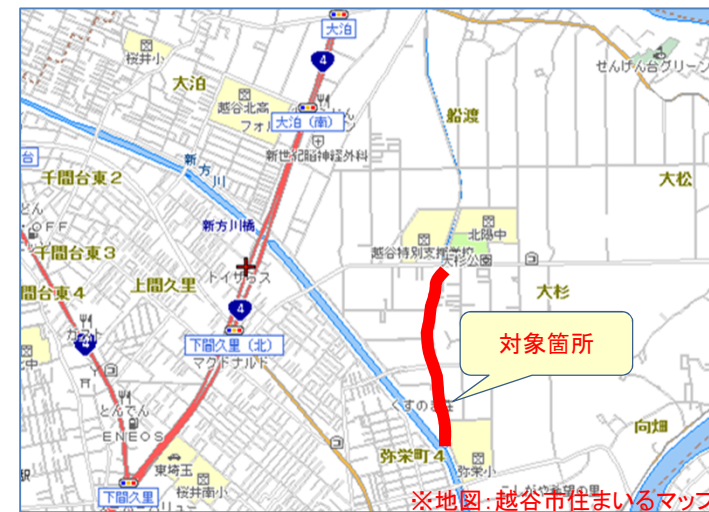 大泊
4
桜井小
大泊
越谷北高
大泊（南）
せんげん台グリーン
船渡
新世紀脳神経外科
台
新方川
千間台東2
大松
OFF
新方川橋
北陽中
越谷特別支援学校
大杉公園
千間台東3
トイザらス
上間久里
間台東4
大杉
4
下間久里（北）
対象箇所
ガスト
4
マクドナルド
とんでん
くすのき荘
ENEOS
向畑
弥栄町4
東埼玉
弥栄小
桜井南小
下間久里
※地図：越谷市住まいるマップ